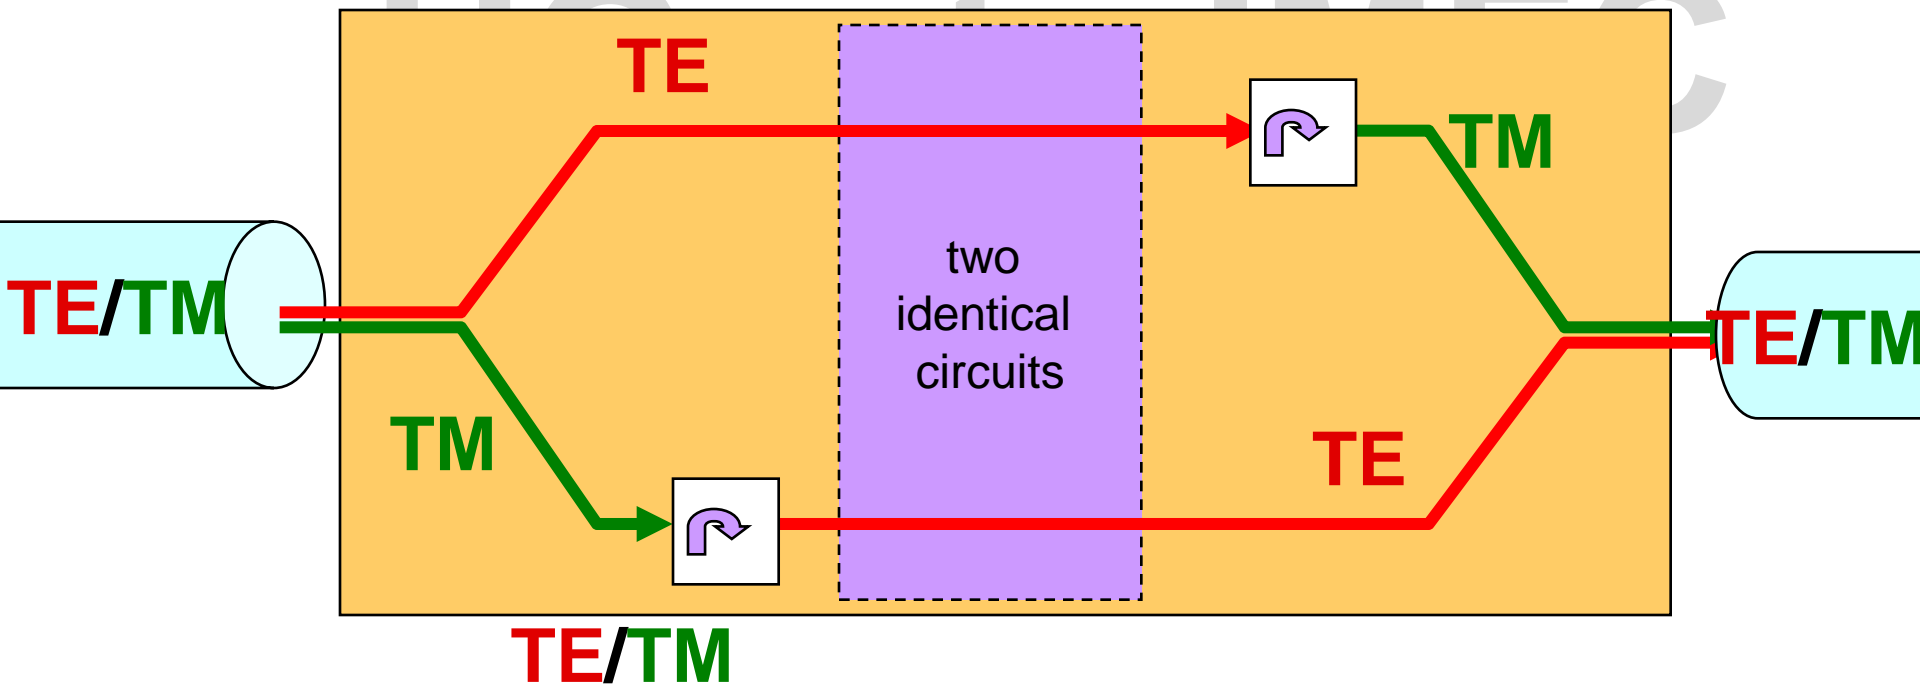 TE
TM
TE/TM
two
identical
circuits
TE/TM
TM
TE
TE/TM